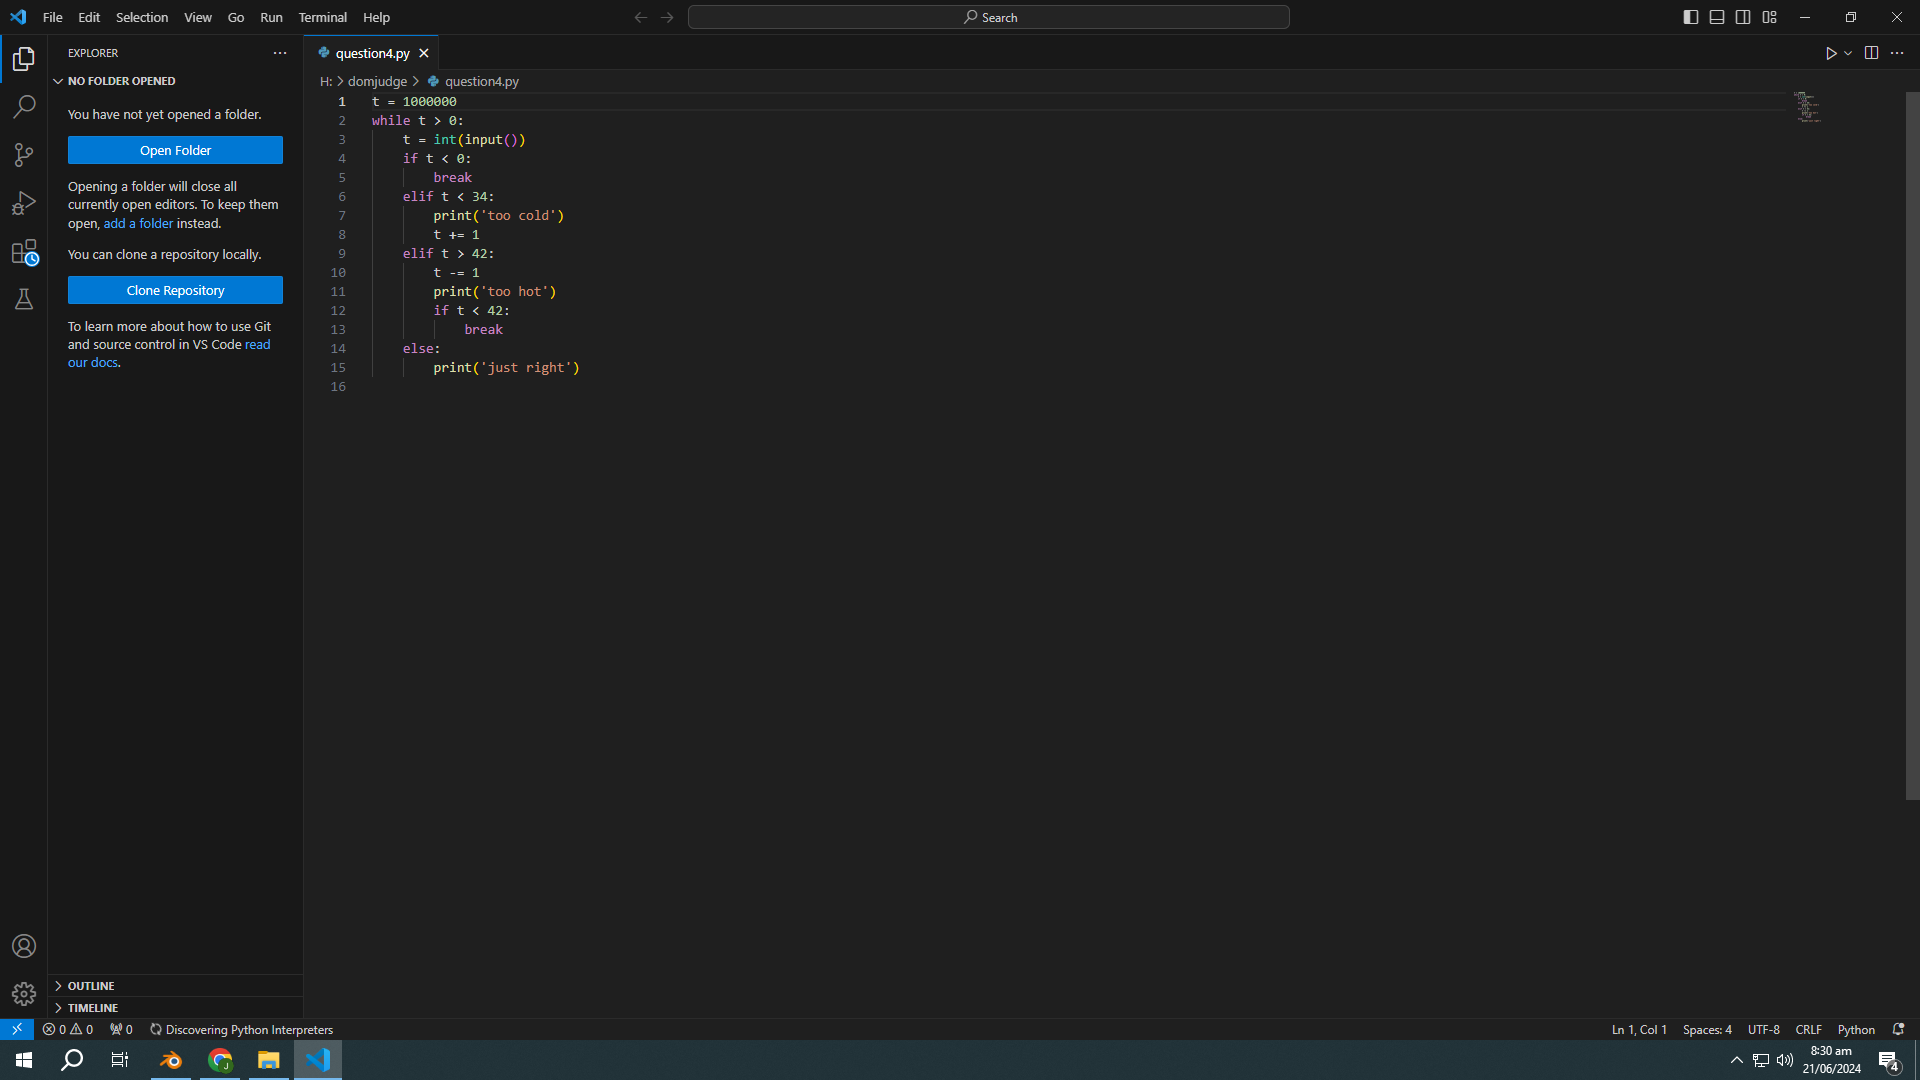 File Edit Selection View Go Run Terminal Help
Search
EXPLORER
NO FOLDER OPENED
You have not yet opened a folder.
Open Folder
Opening a folder will close all
currently open editors. To keep them
open, add a folder instead.
You can clone a repository locally.
Clone Repository
To learn more about how to use Git
and source control in VS Code read
our docs.
OUTLINE
TIMELINE
question4.py
H: > domjudge > question4.py
1 t = 1000000
2 while t > 0:
3     t = int(input())
4     if t < 0:
5         break
6     elif t < 34:
7         print('too cold')
8         t += 1
9     elif t > 42:
10         t -= 1
11         print('too hot')
12         if t < 42:
13             break
14     else:
15         print('just right')
16
0 0 0 Discovering Python Interpreters
Ln 1, Col 1 Spaces: 4 UTF-8 CRLF Python
J
8:30 am
21/06/2024
4